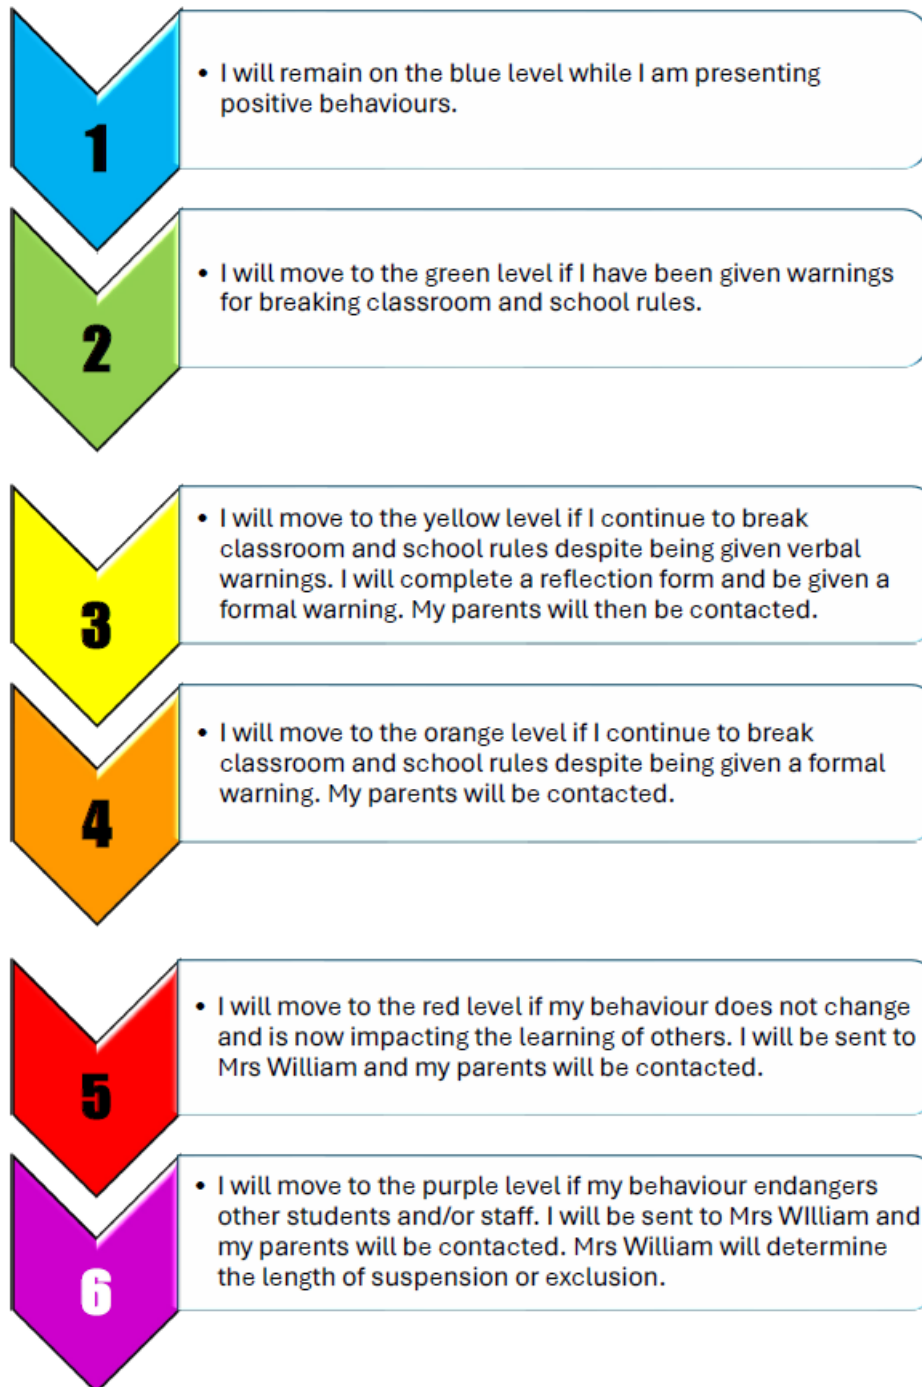 1
• I will remain on the blue level while I am presenting
positive behaviours.
2
• I will move to the green level if I have been given warnings
for breaking classroom and school rules.
3
• I will move to the yellow level if I continue to break
classroom and school rules despite being given verbal
warnings. I will complete a reflection form and be given a
formal warning. My parents will then be contacted.
4
• I will move to the orange level if I continue to break
classroom and school rules despite being given a formal
warning. My parents will be contacted.
5
• I will move to the red level if my behaviour does not change
and is now impacting the learning of others. I will be sent to
Mrs William and my parents will be contacted.
6
• I will move to the purple level if my behaviour endangers
other students and/or staff. I will be sent to Mrs WIlliam and
my parents will be contacted. Mrs William will determine
the length of suspension or exclusion.